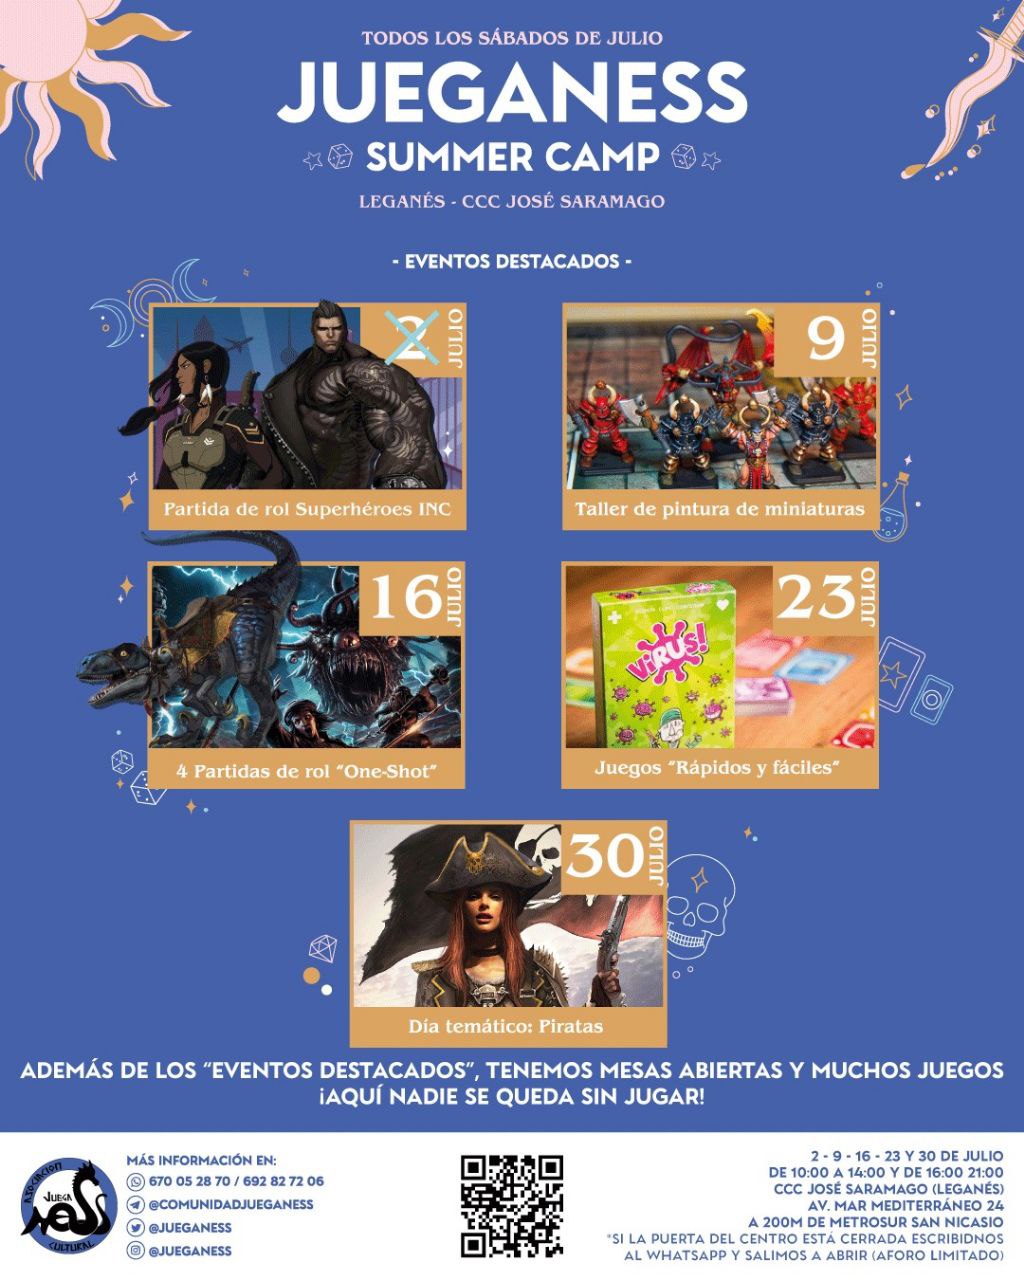 TODOS LOS SÁBADOS DE JULIO
JUEGANESS
SUMMER CAMP
LEGANÉS - CCC JOSÉ SARAMAGO
- EVENTOS DESTACADOS -
2 JULIO
Partida de rol Superhéroes INC
9 JULIO
Taller de pintura de miniaturas
16 JULIO
4 Partidas de rol "One-Shot"
23 JULIO
VIRUS!
Juegos "Rápidos y fáciles"
30 JULIO
Día temático: Piratas
ADEMÁS DE LOS "EVENTOS DESTACADOS", TENEMOS MESAS ABIERTAS Y MUCHOS JUEGOS
¡AQUÍ NADIE SE QUEDA SIN JUGAR!
ASOCIACION
JUEGA
NESS
CULTURAL
MÁS INFORMACIÓN EN:
670 05 28 70 / 692 82 72 06
@COMUNIDADJUEGANESS
@JUEGANESS
@JUEGANESS
2 - 9 - 16 - 23 Y 30 DE JULIO
DE 10:00 A 14:00 Y DE 16:00 21:00
CCC JOSÉ SARAMAGO (LEGANÉS)
AV. MAR MEDITERRÁNEO 24
A 200M DE METROSUR SAN NICASIO
*SI LA PUERTA DEL CENTRO ESTÁ CERRADA ESCRIBIDNOS
AL WHATSAPP Y SALIMOS A ABRIR (AFORO LIMITADO)